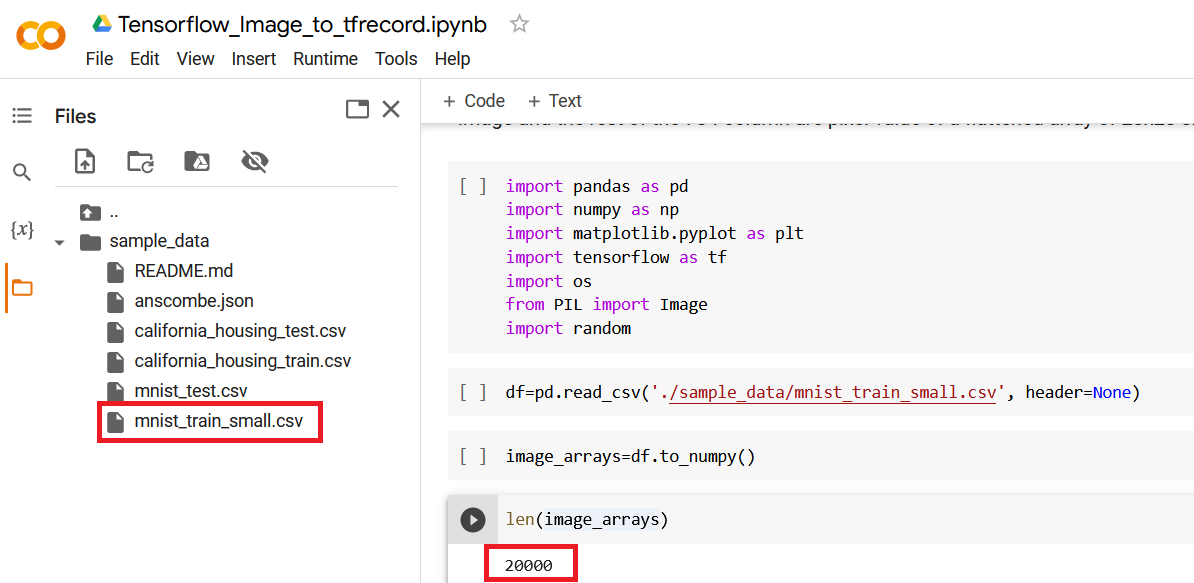 Tensorflow_Image_to_tfrecord.ipynb
File Edit View Insert Runtime Tools Help
Files
+ Code + Text
..
sample_data
README.md
anscombe.json
california_housing_test.csv
california_housing_train.csv
mnist_test.csv
mnist_train_small.csv
{x}
[ ] import pandas as pd
import numpy as np
import matplotlib.pyplot as plt
import tensorflow as tf
import os
from PIL import Image
import random
[ ] df=pd.read_csv('./sample_data/mnist_train_small.csv', header=None)
[ ] image_arrays=df.to_numpy()
len(image_arrays)
20000